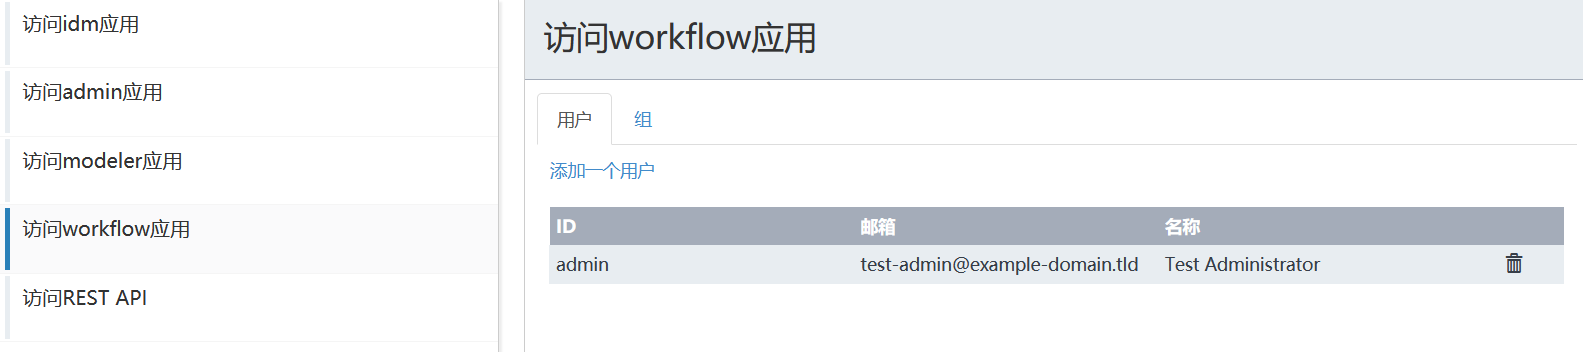 访问idm应用
访问admin应用
访问modeler应用
访问workflow应用
访问REST API
访问workflow应用
用户 组
添加一个用户
ID 邮箱 名称
admin test-admin@example-domain.tld Test Administrator